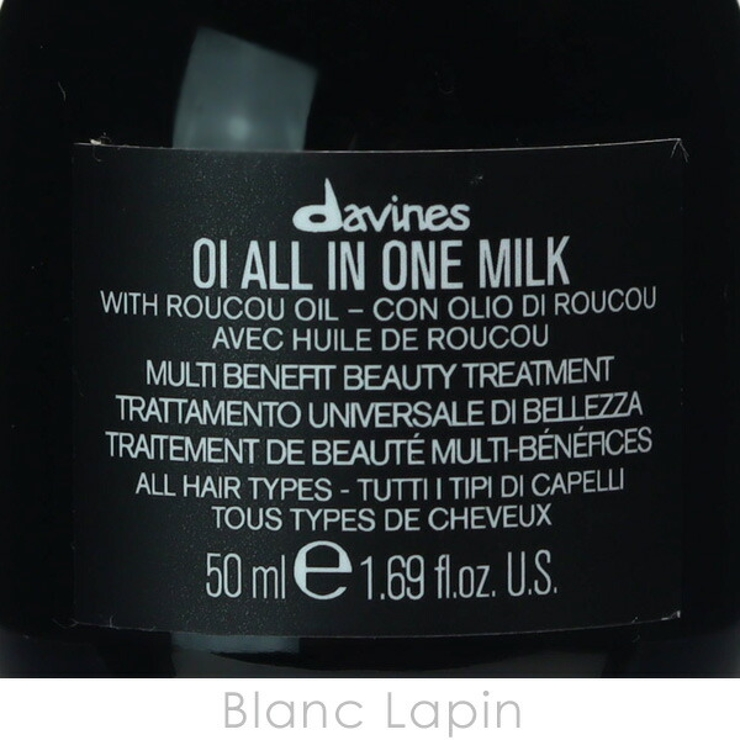 davines
OI ALL IN ONE MILK
WITH ROUCOU OIL – CON OLIO DI ROUCOU
AVEC HUILE DE ROUCOU
MULTI BENEFIT BEAUTY TREATMENT
TRATTAMENTO UNIVERSALE DI BELLEZZA
TRAITEMENT DE BEAUTÉ MULTI-BÉNÉFICES
ALL HAIR TYPES - TUTTI I TIPI DI CAPELLI
TOUS TYPES DE CHEVEUX
50 ml ℮ 1.69 fl.oz. U.S.
Blanc Lapin